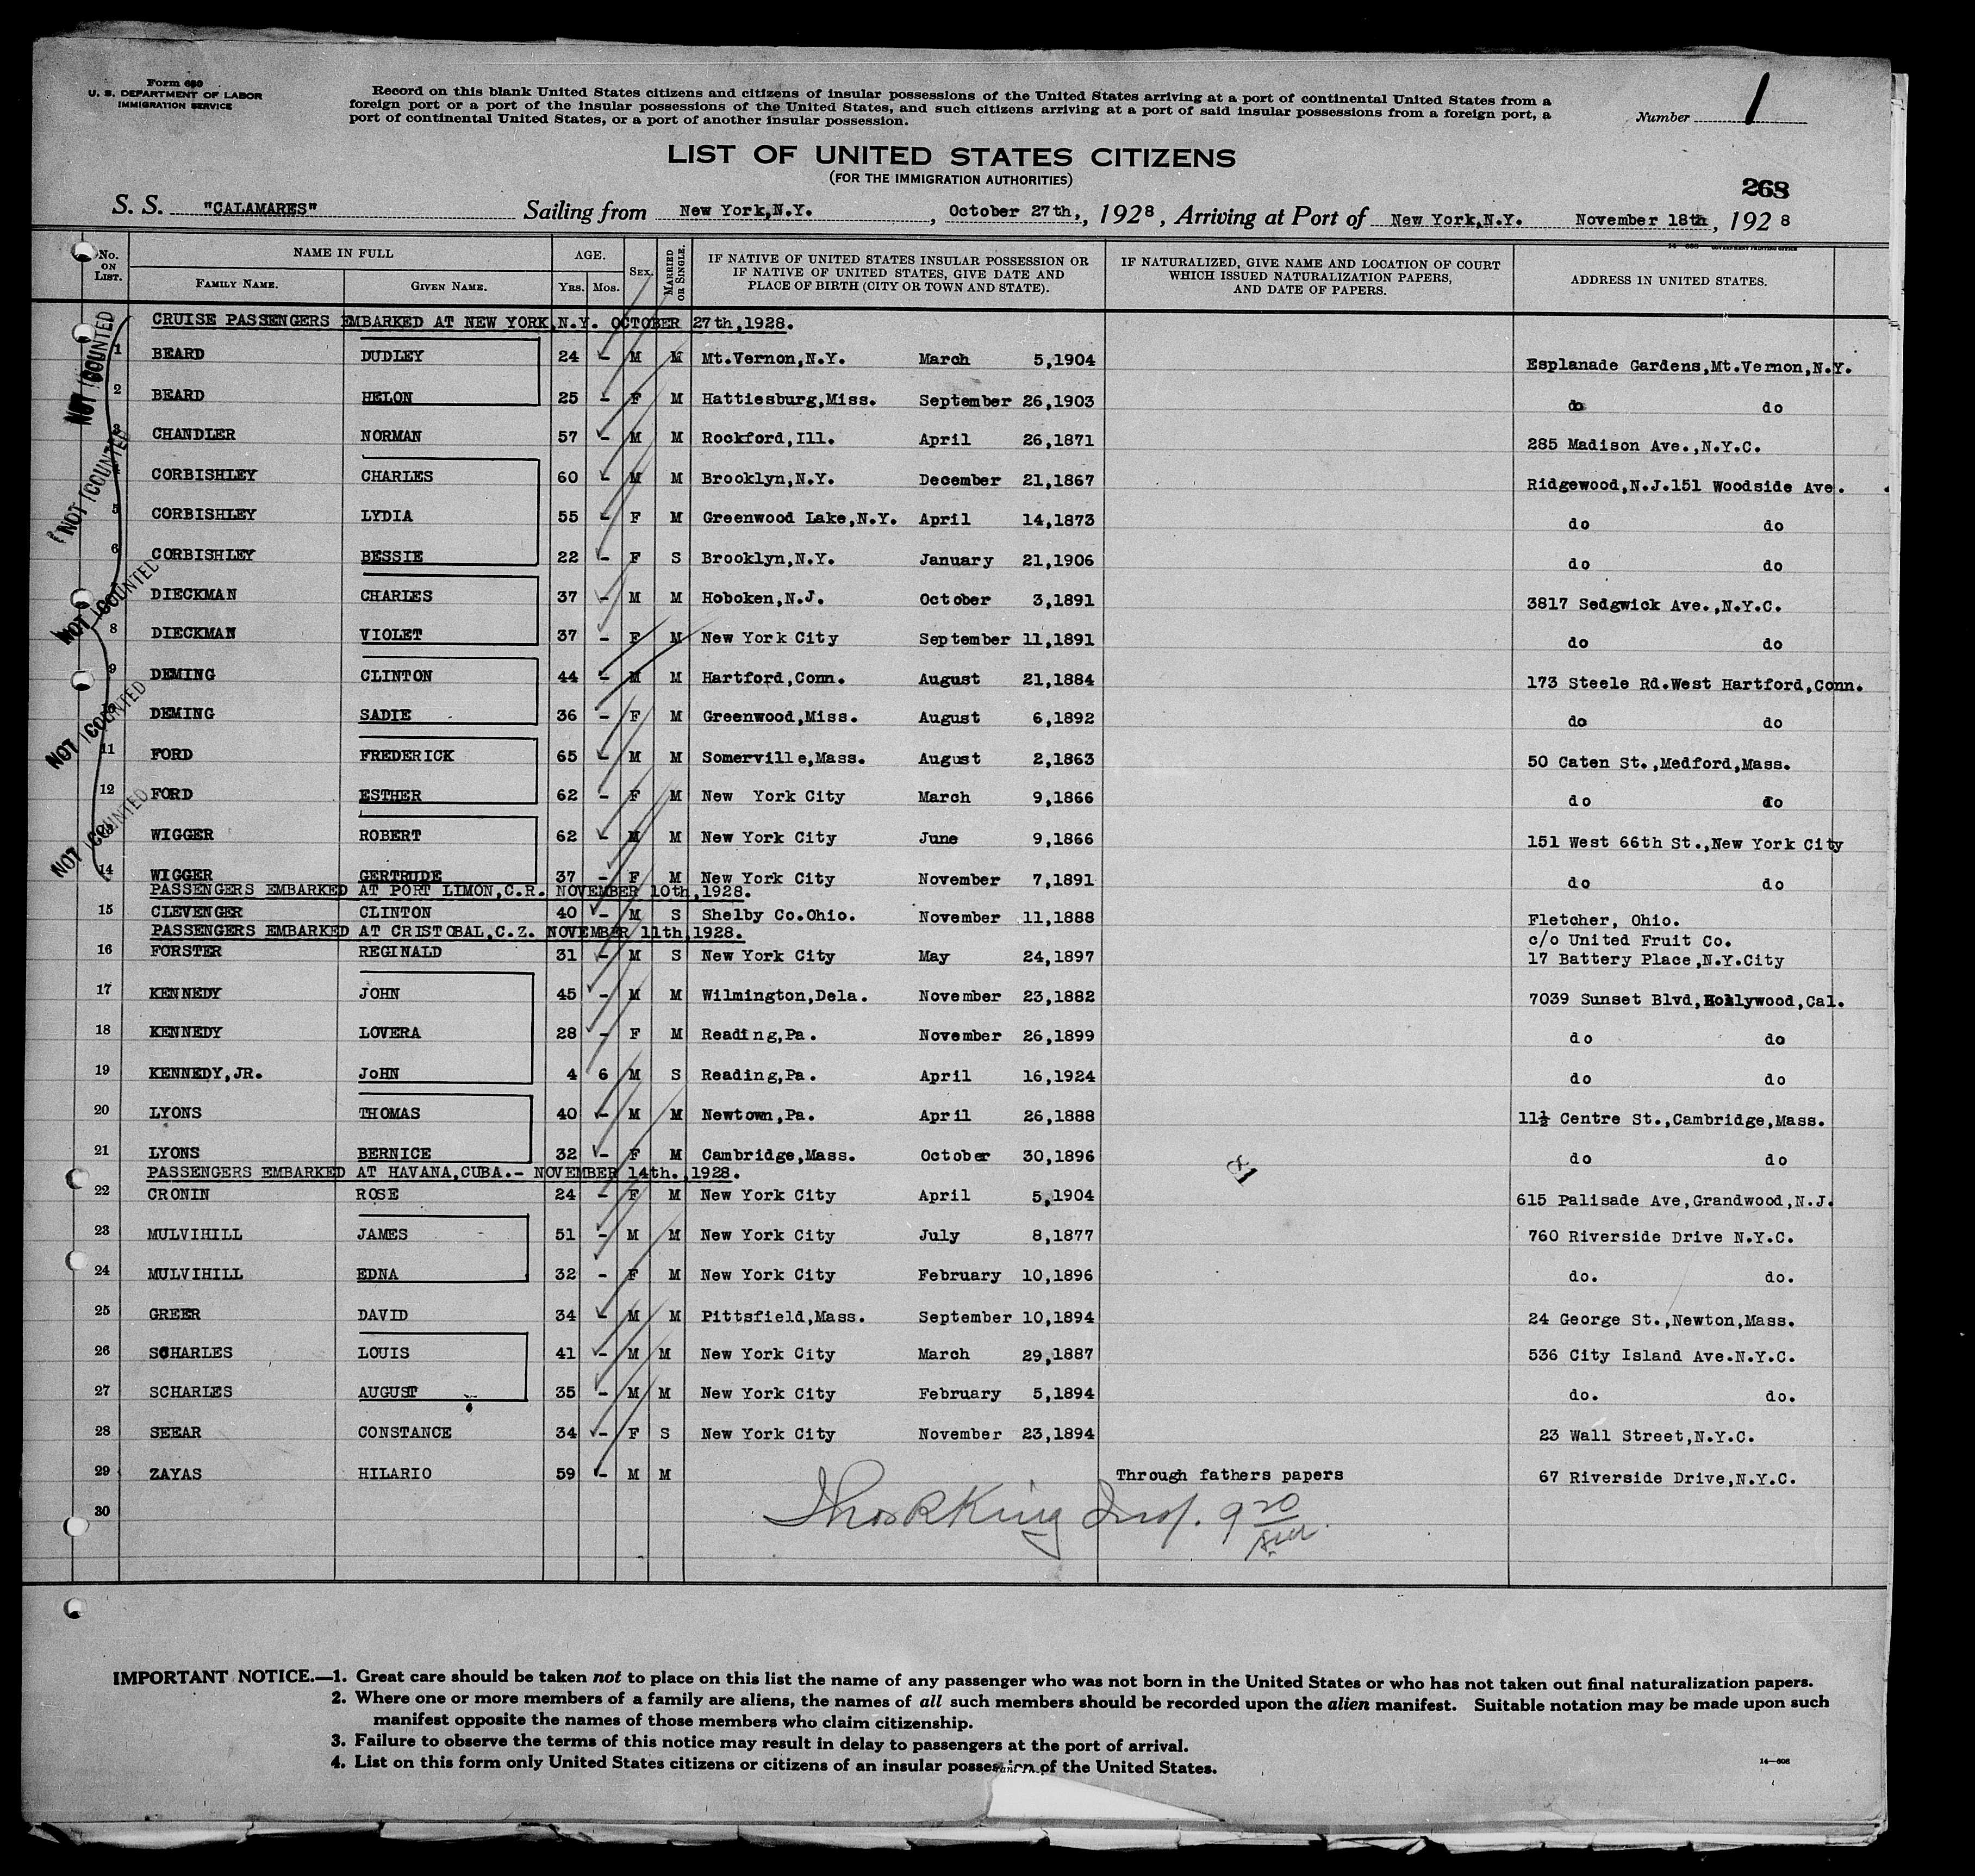 Form 630
U. S. DEPARTMENT OF LABOR
IMMIGRATION SERVICE
Record on this blank United States citizens and citizens of insular possessions of the United States arriving at a port of continental United States from a
foreign port or a port of the insular possessions of the United States, and such citizens arriving at a port of said insular possessions from a foreign port, a
port of continental United States, or a port of another insular possession.
Number 1
LIST OF UNITED STATES CITIZENS
(FOR THE IMMIGRATION AUTHORITIES)
268
S. S. "CALAMARES" Sailing from New York,N.Y. , October 27th, , 1928 , Arriving at Port of New York,N.Y. November 18th , 192 8
No. ON LIST. NAME IN FULL FAMILY NAME. GIVEN NAME. AGE. YRS. MOS. SEX. MARRIED OR SINGLE. IF NATIVE OF UNITED STATES INSULAR POSSESSION OR IF NATIVE OF UNITED STATES, GIVE DATE AND PLACE OF BIRTH (CITY OR TOWN AND STATE). IF NATURALIZED, GIVE NAME AND LOCATION OF COURT WHICH ISSUED NATURALIZATION PAPERS, AND DATE OF PAPERS. ADDRESS IN UNITED STATES.
NOT COUNTED
NOT COUNTED
NOT COUNTED
NOT COUNTED
NOT COUNTED
CRUISE PASSENGERS EMBARKED AT NEW YORK,N.Y. OCTOBER 27th,1928.
1 BEARD DUDLEY 24 - M M Mt.Vernon,N.Y. March 5,1904 Esplanade Gardens,Mt.Vernon,N.Y.
2 BEARD HELON 25 - F M Hattiesburg,Miss. September 26,1903 do do
3 CHANDLER NORMAN 57 - M M Rockford,Ill. April 26,1871 285 Madison Ave.,N.Y.C.
4 CORBISHLEY CHARLES 60 - M M Brooklyn,N.Y. December 21,1867 Ridgewood,N.J.151 Woodside Ave.
5 CORBISHLEY LYDIA 55 - F M Greenwood Lake,N.Y. April 14,1873 do do
6 CORBISHLEY BESSIE 22 - F S Brooklyn,N.Y. January 21,1906 do do
7 DIECKMAN CHARLES 37 - M M Hoboken,N.J. October 3,1891 3817 Sedgwick Ave.,N.Y.C.
8 DIECKMAN VIOLET 37 - F M New York City September 11,1891 do do
9 DEMING CLINTON 44 - M M Hartford,Conn. August 21,1884 173 Steele Rd.West Hartford,Conn.
10 DEMING SADIE 36 - F M Greenwood,Miss. August 6,1892 do do
11 FORD FREDERICK 65 - M M Somerville,Mass. August 2,1863 50 Caten St.,Medford,Mass.
12 FORD ESTHER 62 - F M New York City March 9,1866 do do
13 WIGGER ROBERT 62 - M M New York City June 9,1866 151 West 66th St.,New York City
14 WIGGER GERTRUDE 37 - F M New York City November 7,1891 do do
PASSENGERS EMBARKED AT PORT LIMON,C.R. NOVEMBER 10th,1928.
15 CLEVENGER CLINTON 40 - M S Shelby Co.Ohio. November 11,1888 Fletcher, Ohio.
PASSENGERS EMBARKED AT CRISTOBAL,C.Z. NOVEMBER 11th,1928.
c/o United Fruit Co.
16 FORSTER REGINALD 31 - M S New York City May 24,1897 17 Battery Place,N.Y.City
17 KENNEDY JOHN 45 - M M Wilmington,Dela. November 23,1882 7039 Sunset Blvd,Hollywood,Cal.
18 KENNEDY LOVERA 28 - F M Reading,Pa. November 26,1899 do do
19 KENNEDY,JR. JoHN 4 6 M S Reading,Pa. April 16,1924 do do
20 LYONS THOMAS 40 - M M Newtown,Pa. April 26,1888 11½ Centre St.,Cambridge,Mass.
21 LYONS BERNICE 32 - F M Cambridge,Mass. October 30,1896 do do
PASSENGERS EMBARKED AT HAVANA,CUBA.- NOVEMBER 14th.,1928.
22 CRONIN ROSE 24 - F M New York City April 5,1904 615 Palisade Ave,Grandwood,N.J.
23 MULVIHILL JAMES 51 - M M New York City July 8,1877 760 Riverside Drive N.Y.C.
24 MULVIHILL EDNA 32 - F M New York City February 10,1896 do. do.
25 GREER DAVID 34 - M M Pittsfield,Mass. September 10,1894 24 George St.,Newton,Mass.
26 SCHARLES LOUIS 41 - M M New York City March 29,1887 536 City Island Ave.N.Y.C.
27 SCHARLES AUGUST 35 - M M New York City February 5,1894 do. do.
28 SEEAR CONSTANCE 34 - F S New York City November 23,1894 23 Wall Street,N.Y.C.
29 ZAYAS HILARIO 59 - M M Through fathers papers 67 Riverside Drive,N.Y.C.
30
Thos R King Insp. 9 20 AM
IMPORTANT NOTICE.—1. Great care should be taken not to place on this list the name of any passenger who was not born in the United States or who has not taken out final naturalization papers.
2. Where one or more members of a family are aliens, the names of all such members should be recorded upon the alien manifest. Suitable notation may be made upon such
manifest opposite the names of those members who claim citizenship.
3. Failure to observe the terms of this notice may result in delay to passengers at the port of arrival.
4. List on this form only United States citizens or citizens of an insular possession of the United States.
14—608